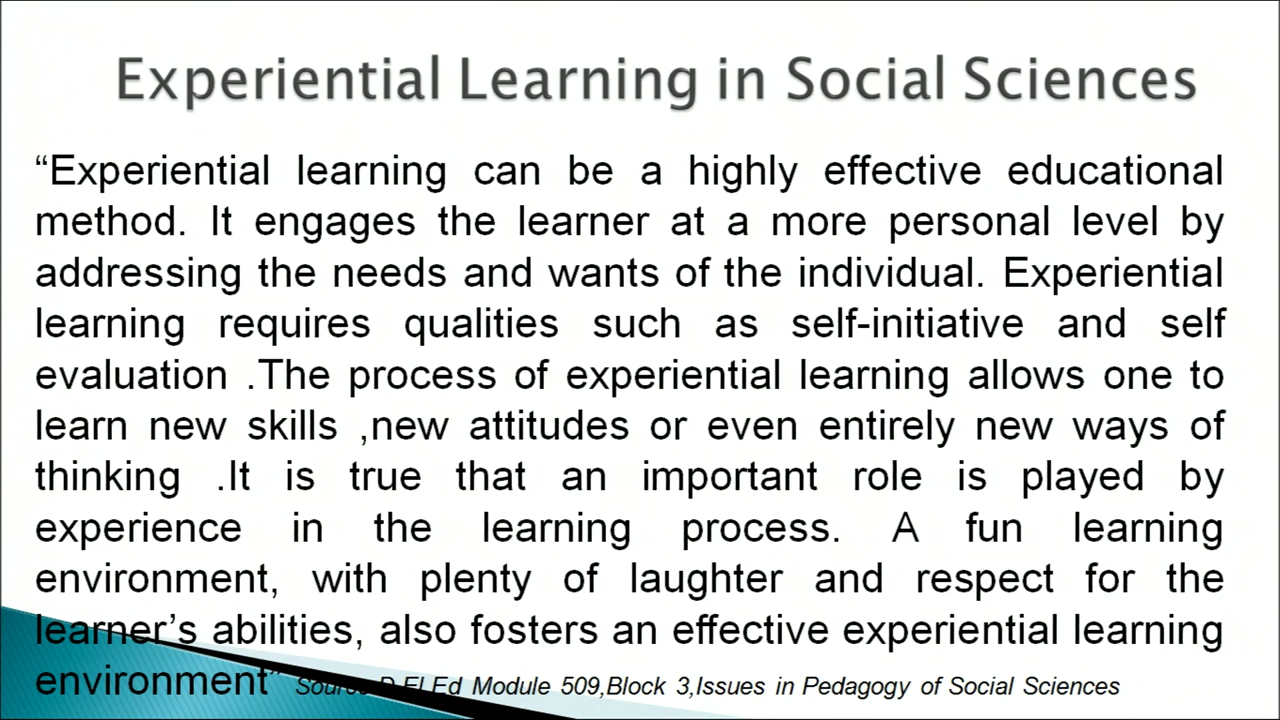 Experiential Learning in Social Sciences
“Experiential learning can be a highly effective educational
method. It engages the learner at a more personal level by
addressing the needs and wants of the individual. Experiential
learning requires qualities such as self-initiative and self
evaluation .The process of experiential learning allows one to
learn new skills ,new attitudes or even entirely new ways of
thinking .It is true that an important role is played by
experience in the learning process. A fun learning
environment, with plenty of laughter and respect for the
learner’s abilities, also fosters an effective experiential learning
environment” Source D.El.Ed Module 509,Block 3,Issues in Pedagogy of Social Sciences